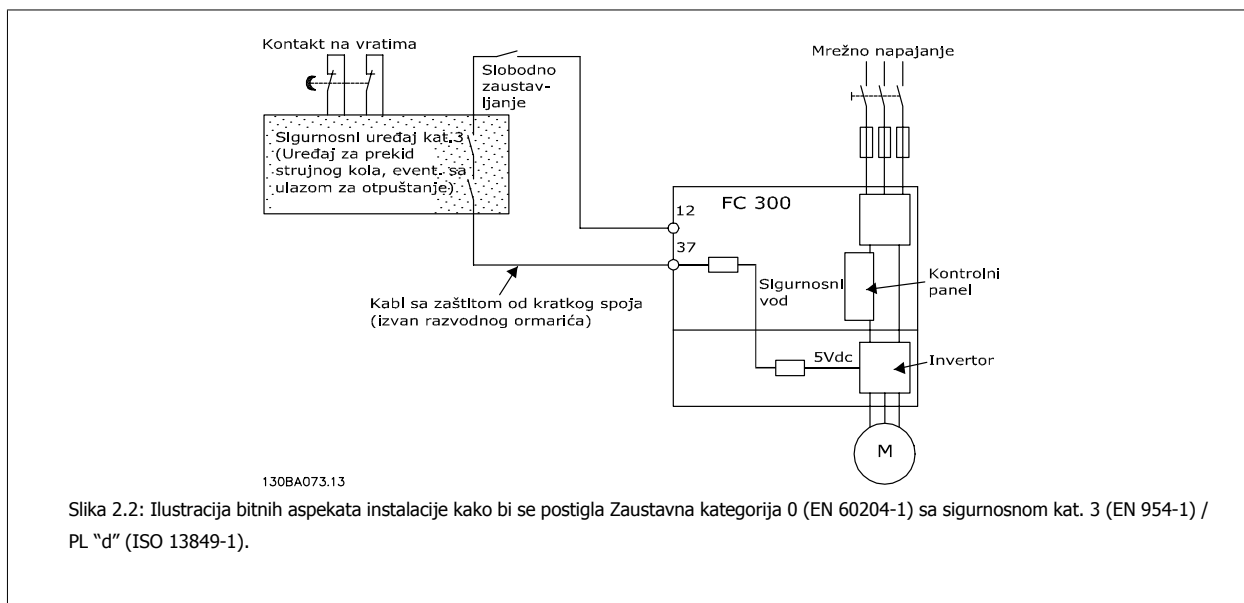 Kontakt na vratima
Slobodno
zaustav-
ljanje
Mrežno napajanje
Sigurnosni uređaj kat.3
(Uređaj za prekid
strujnog kola, event. sa
ulazom za otpuštanje)
12
FC 300
37
Sigurnosni
vod
Kontrolni
panel
Kabl sa zaštitom od kratkog spoja
(izvan razvodnog ormarića)
5Vdc
Invertor
M
130BA073.13
Slika 2.2: Ilustracija bitnih aspekata instalacije kako bi se postigla Zaustavna kategorija 0 (EN 60204-1) sa sigurnosnom kat. 3 (EN 954-1) /
PL “d” (ISO 13849-1).